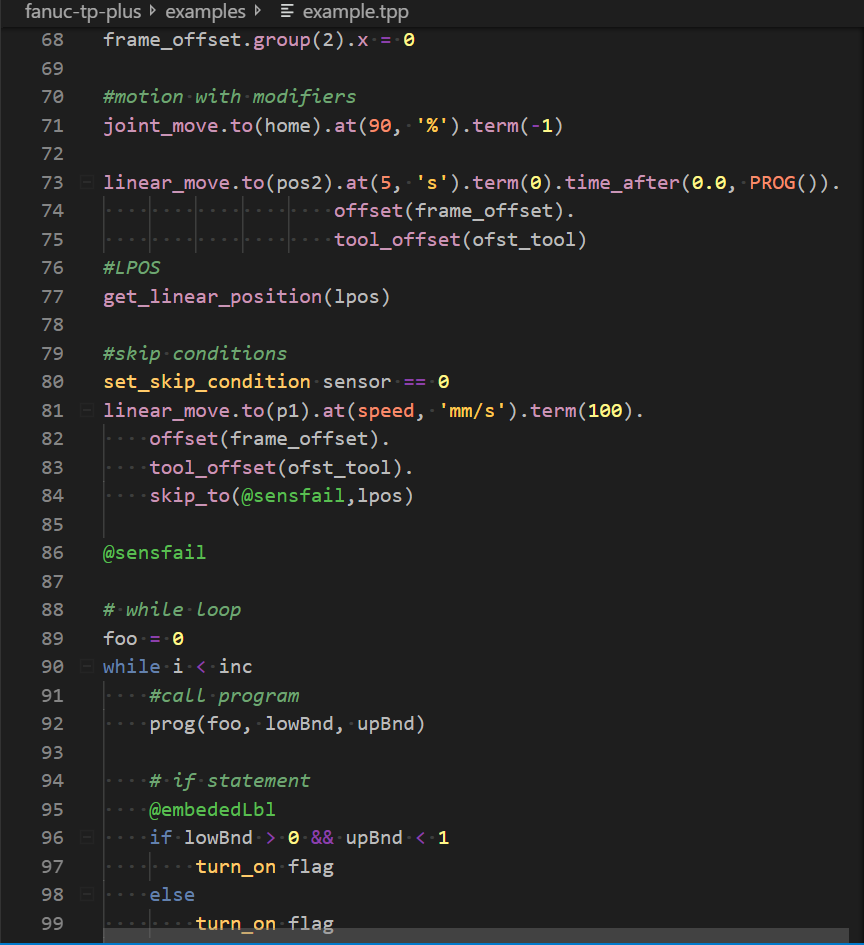 fanuc-tp-plus examples example.tpp
68 frame_offset.group(2).x = 0
69
70 #motion with modifiers
71 joint_move.to(home).at(90, '%').term(-1)
72
73 linear_move.to(pos2).at(5, 's').term(0).time_after(0.0, PROG()).
74 offset(frame_offset).
75 tool_offset(ofst_tool)
76 #LPOS
77 get_linear_position(lpos)
78
79 #skip conditions
80 set_skip_condition sensor == 0
81 linear_move.to(p1).at(speed, 'mm/s').term(100).
82 offset(frame_offset).
83 tool_offset(ofst_tool).
84 skip_to(@sensfail,lpos)
85
86 @sensfail
87
88 # while loop
89 foo = 0
90 while i < inc
91 #call program
92 prog(foo, lowBnd, upBnd)
93
94 # if statement
95 @embededLbl
96 if lowBnd > 0 && upBnd < 1
97 turn_on flag
98 else
99 turn_on flag